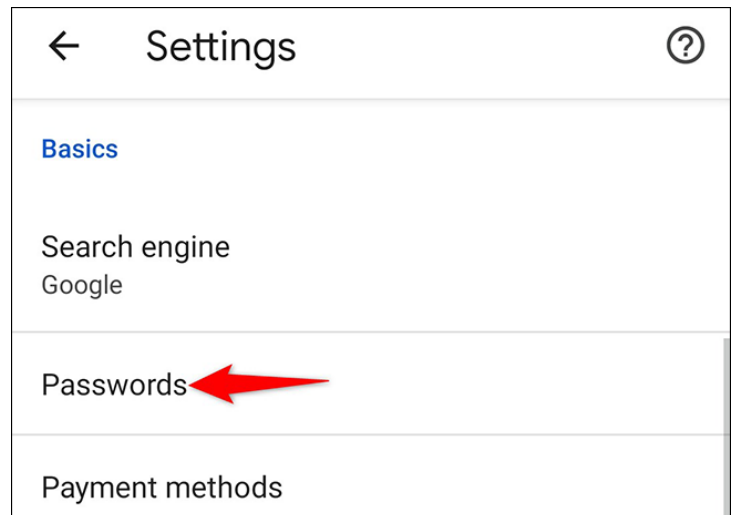 Settings
Basics
Search engine
Google
Passwords
Payment methods